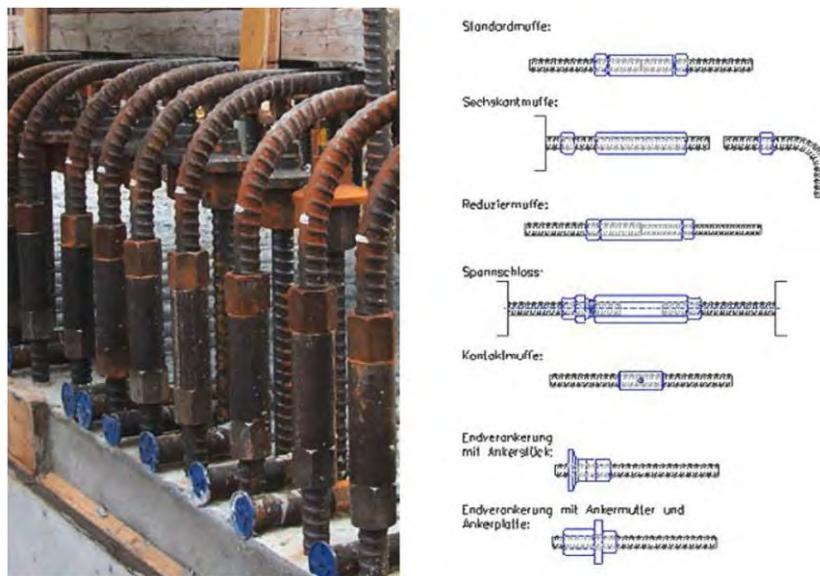 Standardmuffe:
Sechskantmuffe:
Reduziermuffe:
Spannschloss:
Kontaktmuffe:
Endverankerung
mit Ankerstück:
Endverankerung mit Ankermutter und
Ankerplatte: